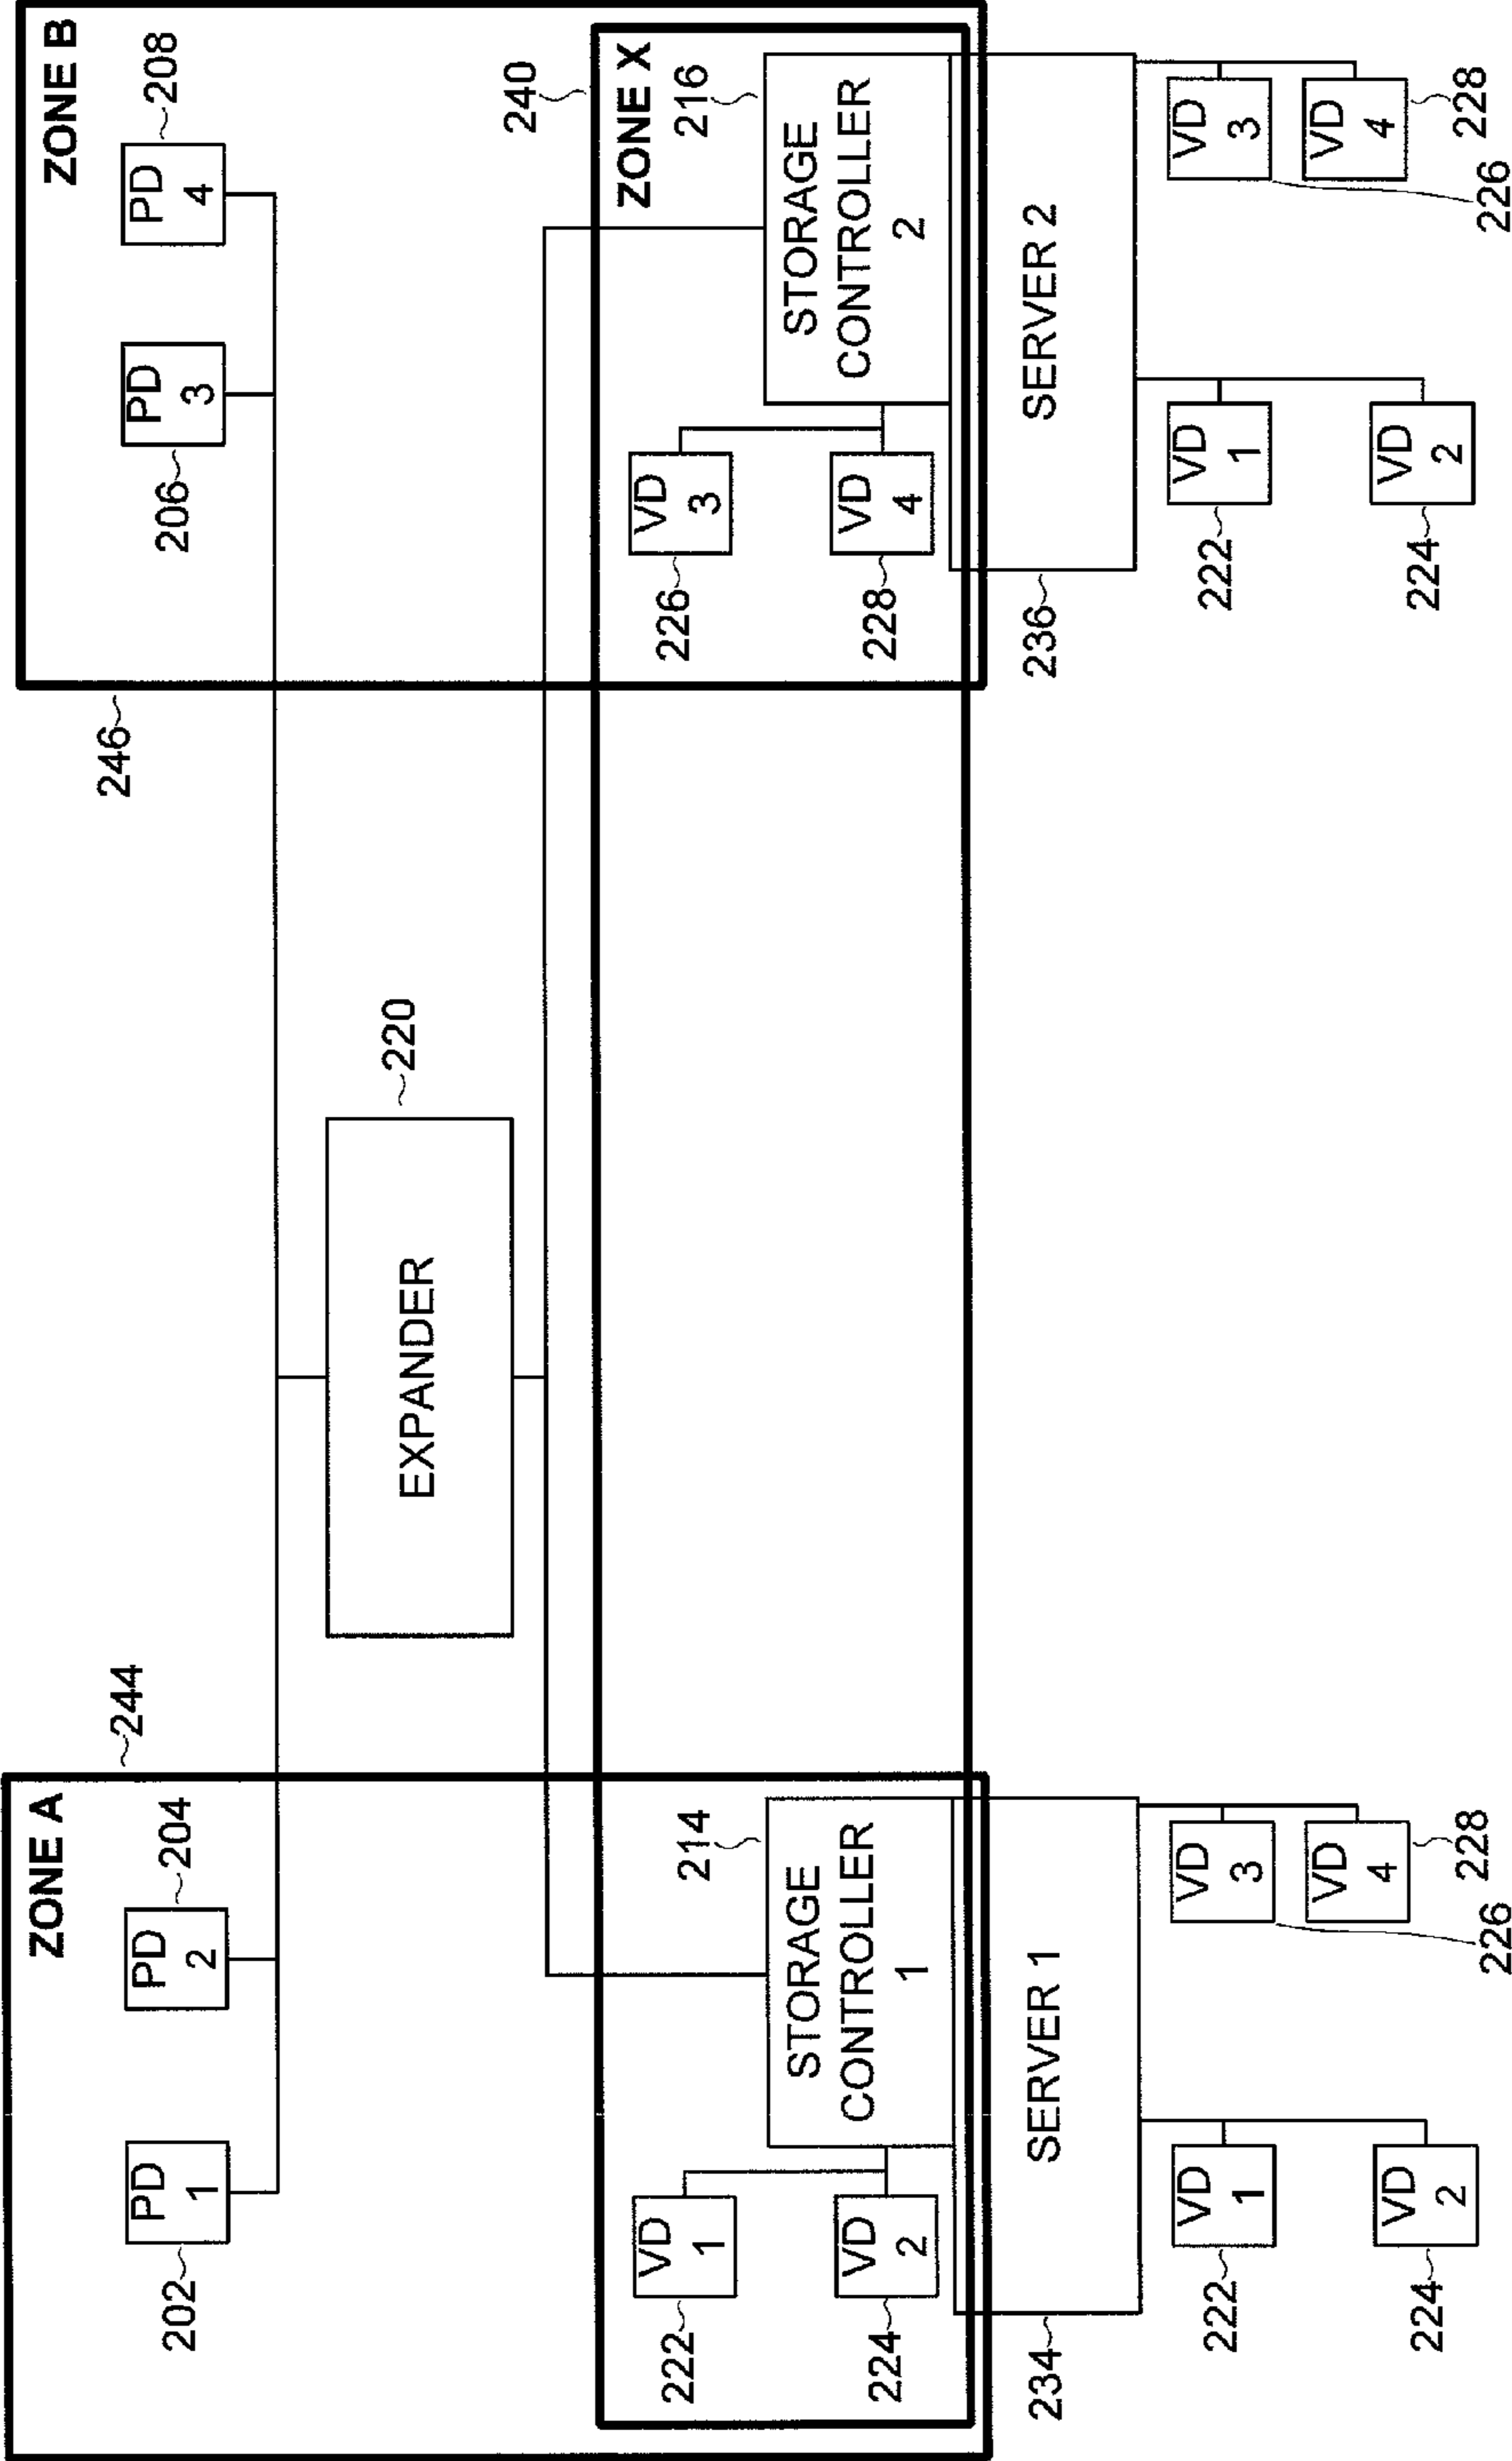 ZONE A
244
ZONE B
246
PD
1
202
PD
2
204
PD
3
206
PD
4
208
EXPANDER
220
240
ZONE X
214
STORAGE
CONTROLLER
1
VD
1
222
VD
2
224
216
STORAGE
CONTROLLER
2
VD
3
226
VD
4
228
SERVER 1
234
SERVER 2
236
VD
1
222
VD
2
224
VD
3
226
VD
4
228
VD
1
222
VD
2
224
VD
3
226
VD
4
228